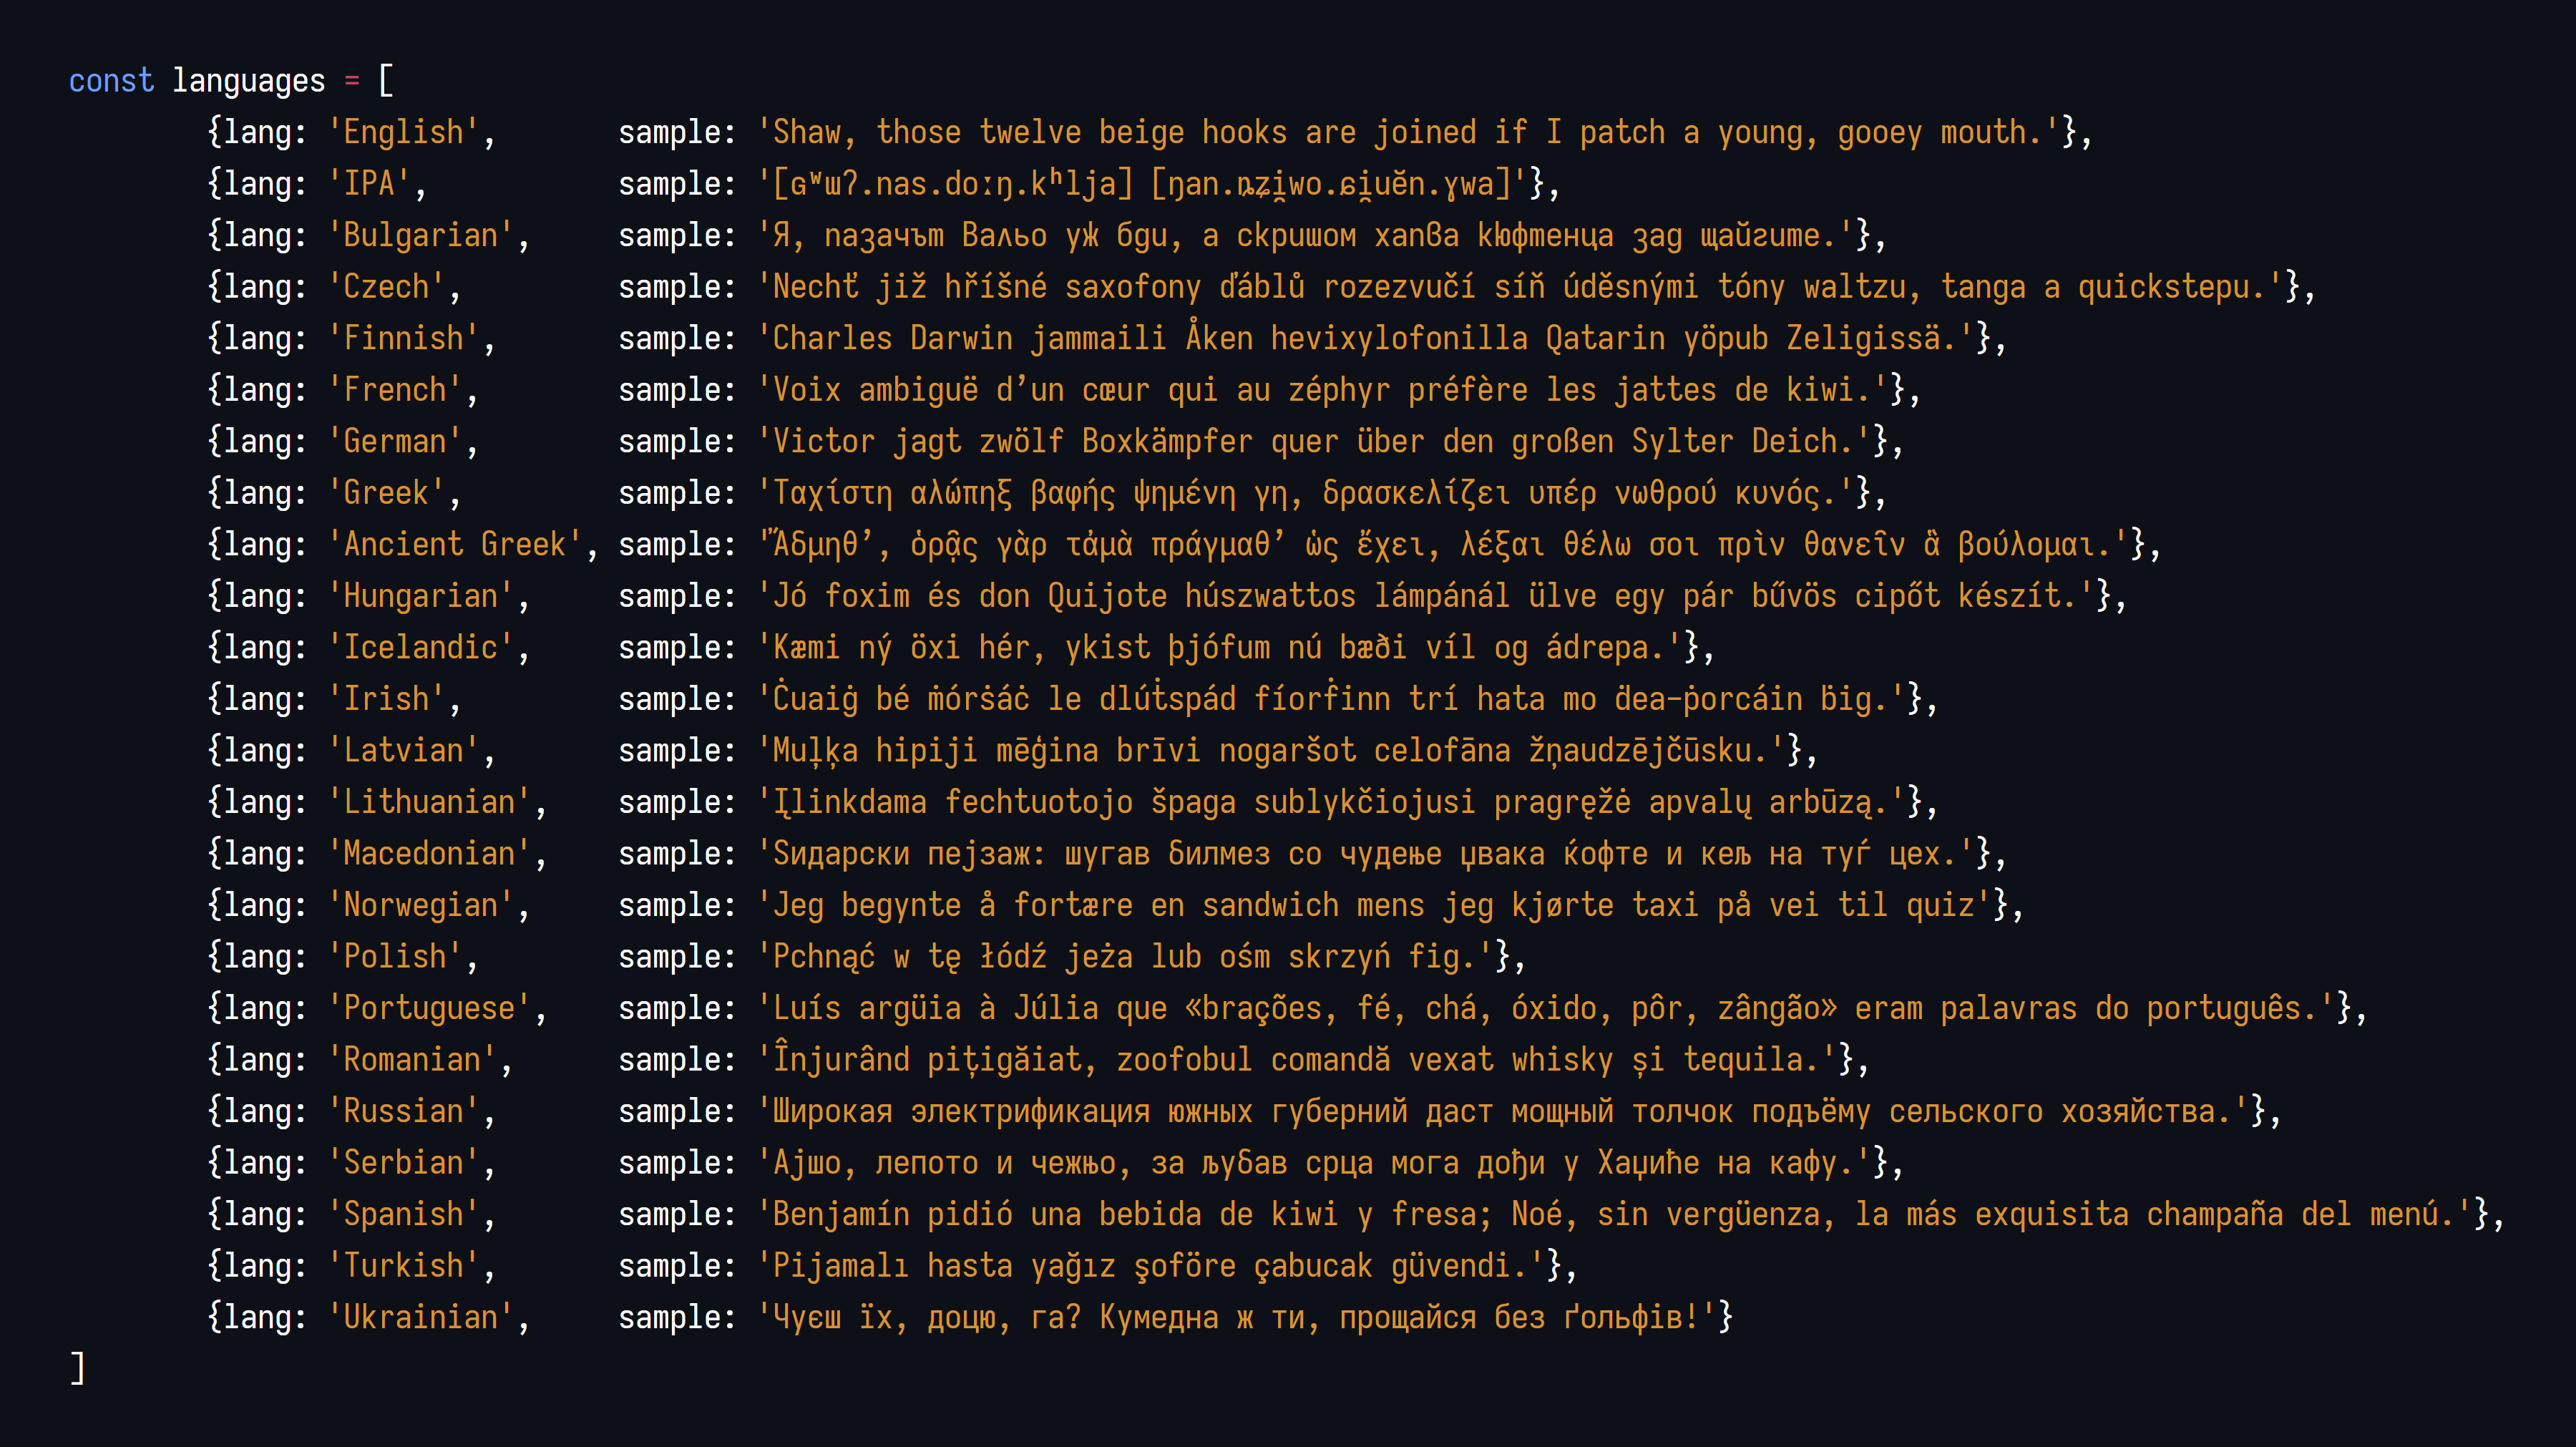 const languages = [
{lang: 'English', sample: 'Shaw, those twelve beige hooks are joined if I patch a young, gooey mouth.'},
{lang: 'IPA', sample: '[ɢʷɯʔ.nas.doːŋ.kʰlja] [ŋan.ȵʑi̯wo.ɕi̯uĕn.ɣwa]'},
{lang: 'Bulgarian', sample: 'Я, пазачът Вальо уж бди, а скришом хапва кюфтенца зад щайгите.'},
{lang: 'Czech', sample: 'Nechť již hříšné saxofony ďáblů rozezvučí síň úděsnými tóny waltzu, tanga a quickstepu.'},
{lang: 'Finnish', sample: 'Charles Darwin jammaili Åken hevixylofonilla Qatarin yöpub Zeligissä.'},
{lang: 'French', sample: 'Voix ambiguë d’un cœur qui au zéphyr préfère les jattes de kiwi.'},
{lang: 'German', sample: 'Victor jagt zwölf Boxkämpfer quer über den großen Sylter Deich.'},
{lang: 'Greek', sample: 'Ταχίστη αλώπηξ βαφής ψημένη γη, δρασκελίζει υπέρ νωθρού κυνός.'},
{lang: 'Ancient Greek', sample: 'Ἄδμηθ’, ὁρᾷς γὰρ τἀμὰ πράγμαθ’ ὡς ἔχει, λέξαι θέλω σοι πρὶν θανεῖν ἃ βούλομαι.'},
{lang: 'Hungarian', sample: 'Jó foxim és don Quijote húszwattos lámpánál ülve egy pár bűvös cipőt készít.'},
{lang: 'Icelandic', sample: 'Kæmi ný öxi hér, ykist þjófum nú bæði víl og ádrepa.'},
{lang: 'Irish', sample: 'Ċuaiġ bé ṁórṡáċ le dlúṫspád fíorḟinn trí hata mo ḋea-ṗorcáin ḃig.'},
{lang: 'Latvian', sample: 'Muļķa hipiji mēģina brīvi nogaršot celofāna žņaudzējčūsku.'},
{lang: 'Lithuanian', sample: 'Įlinkdama fechtuotojo špaga sublykčiojusi pragręžė apvalų arbūzą.'},
{lang: 'Macedonian', sample: 'Ѕидарски пејзаж: шугав билмез со чудење џвака ќофте и кељ на туѓ цех.'},
{lang: 'Norwegian', sample: 'Jeg begynte å fortære en sandwich mens jeg kjørte taxi på vei til quiz'},
{lang: 'Polish', sample: 'Pchnąć w tę łódź jeża lub ośm skrzyń fig.'},
{lang: 'Portuguese', sample: 'Luís argüia à Júlia que «brações, fé, chá, óxido, pôr, zângão» eram palavras do português.'},
{lang: 'Romanian', sample: 'Înjurând pițigăiat, zoofobul comandă vexat whisky și tequila.'},
{lang: 'Russian', sample: 'Широкая электрификация южных губерний даст мощный толчок подъёму сельского хозяйства.'},
{lang: 'Serbian', sample: 'Ајшо, лепото и чежњо, за љубав срца мога дођи у Хаџиће на кафу.'},
{lang: 'Spanish', sample: 'Benjamín pidió una bebida de kiwi y fresa; Noé, sin vergüenza, la más exquisita champaña del menú.'},
{lang: 'Turkish', sample: 'Pijamalı hasta yağız şoföre çabucak güvendi.'},
{lang: 'Ukrainian', sample: 'Чуєш їх, доцю, га? Кумедна ж ти, прощайся без ґольфів!'}
]